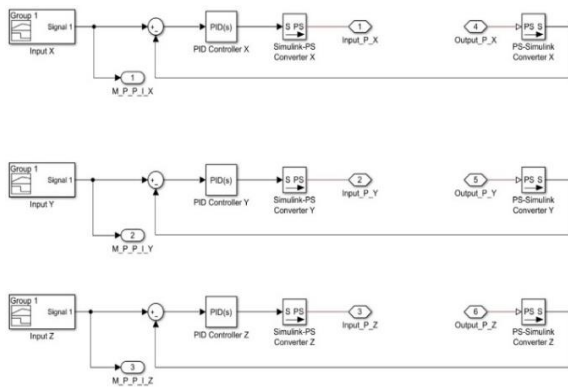 Group 1
Signal 1
Input X
+
-
PID(s)
PID Controller X
S PS
Simulink-PS
Converter X
1
Input_P_X
4
Output_P_X
PS S
PS-Simulink
Converter X
1
M_P_P_I_X
Group 1
Signal 1
Input Y
+
-
PID(s)
PID Controller Y
S PS
Simulink-PS
Converter Y
2
Input_P_Y
5
Output_P_Y
PS S
PS-Simulink
Converter Y
2
M_P_P_I_Y
Group 1
Signal 1
Input Z
+
-
PID(s)
PID Controller Z
S PS
Simulink-PS
Converter Z
3
Input_P_Z
6
Output_P_Z
PS S
PS-Simulink
Converter Z
3
M_P_P_I_Z